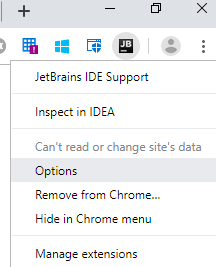 JB
JetBrains IDE Support
Inspect in IDEA
Can't read or change site's data
Options
Remove from Chrome...
Hide in Chrome menu
Manage extensions